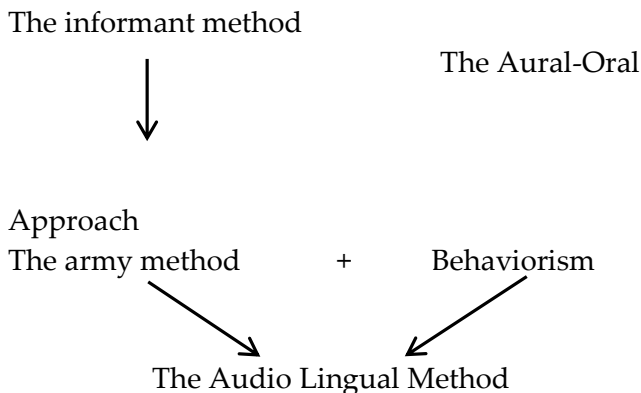 The informant method
The Aural-Oral
Approach
The army method + Behaviorism
The Audio Lingual Method